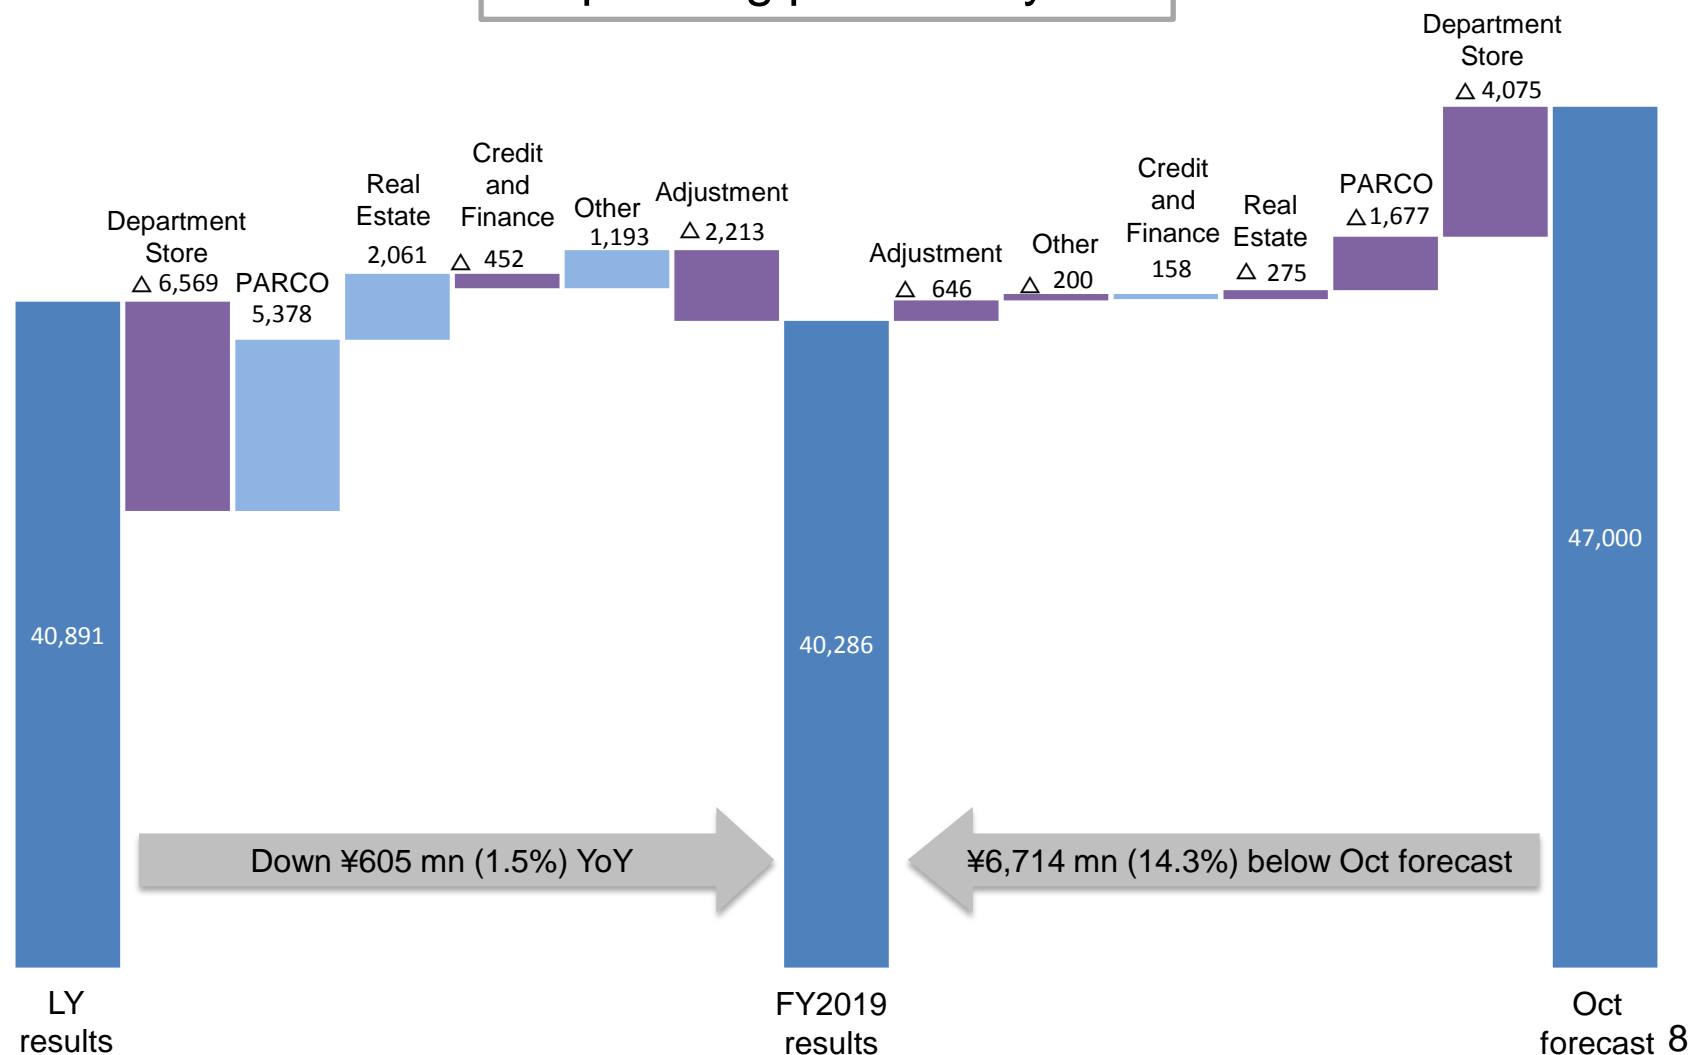 Department
Store
△ 6,569
PARCO
5,378
Real
Estate
2,061
Credit
and
Finance
△ 452
Other
1,193
Adjustment
△ 2,213
Adjustment
△ 646
Other
△ 200
Credit
and
Finance
158
Real
Estate
△ 275
PARCO
△1,677
Department
Store
△ 4,075
40,891
40,286
47,000
Down ¥605 mn (1.5%) YoY
¥6,714 mn (14.3%) below Oct forecast
LY
results
FY2019
results
Oct
forecast
8